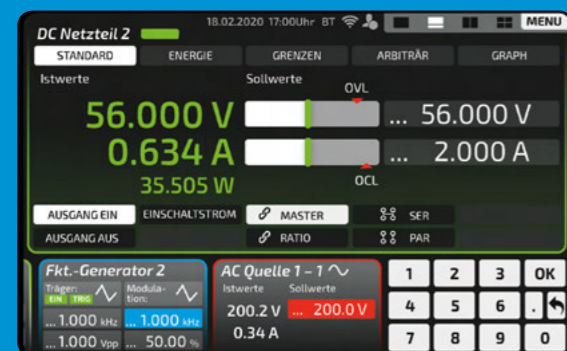 18.02.2020 17:00Uhr BT MENU
DC Netzteil 2
STANDARD ENERGIE GRENZEN ARBITRÄR GRAPH
Istwerte Sollwerte OVL
56.000 V ... 56.000 V
0.634 A ... 2.000 A
35.505 W OCL
AUSGANG EIN EINSCHALTSTROM MASTER SER
AUSGANG AUS RATIO PAR
Fkt.-Generator 2 AC Quelle 1 – 1 1 2 3 OK
Träger: Modula- Istwerte Sollwerte
EIN TRIG tion:
200.2 V ... 200.0 V 4 5 6 .
... 1.000 kHz ... 1.000 kHz
0.34 A
... 1.000 Vpp ... 50.00 % 7 8 9 0